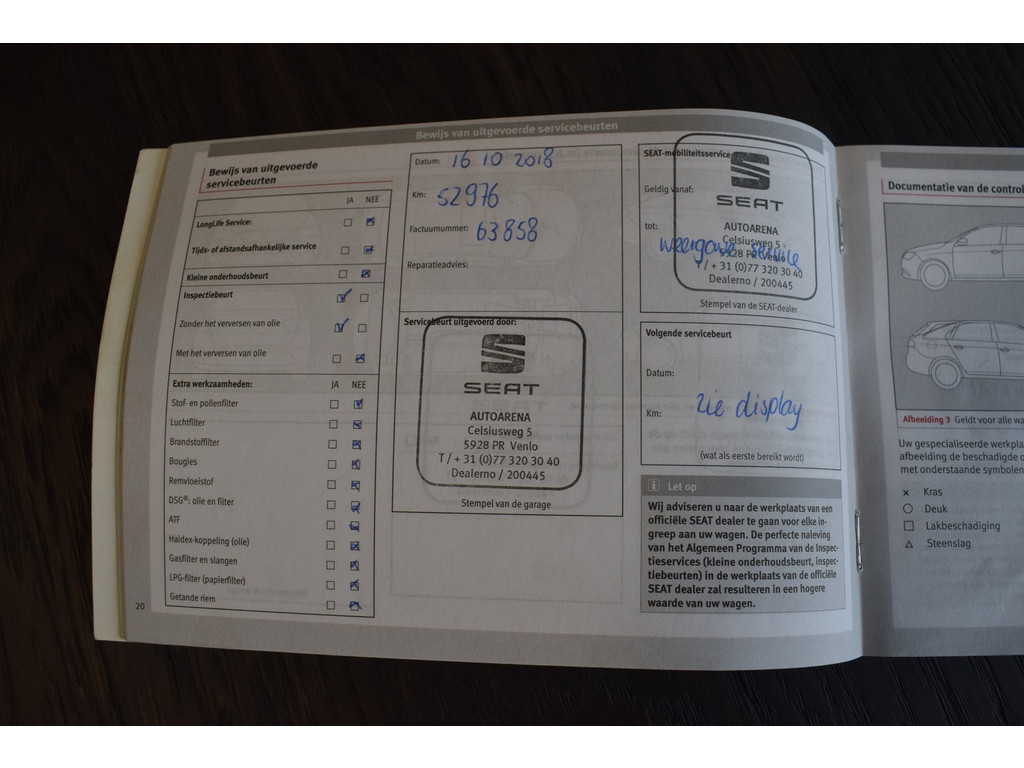 Bewijs van uitgevoerde servicebeurten
Bewijs van uitgevoerde
servicebeurten
JA NEE
LongLife Service:
Tijds- of afstandsafhankelijke service
Kleine onderhoudsbeurt
Inspectiebeurt
Zonder het verversen van olie
Met het verversen van olie
Extra werkzaamheden: JA NEE
Stof- en pollenfilter
Luchtfilter
Brandstoffilter
Bougies
Remvloeistof
DSG®: olie en filter
ATF
Haldex-koppeling (olie)
Gasfilter en slangen
LPG-filter (papierfilter)
Getande riem
20
Datum: 16 10 2018
Km: 52976
Factuurnummer: 63858
Reparatieadvies:
Servicebeurt uitgevoerd door:
SEAT
AUTOARENA
Celsiusweg 5
5928 PR Venlo
T / + 31 (0)77 320 30 40
Dealerno / 200445
Stempel van de garage
SEAT-mobiliteitsservice
Geldig vanaf:
tot:
SEAT
AUTOARENA
Celsiusweg 5
5928 PR Venlo
service
T / + 31 (0)77 320 30 40
Dealerno / 200445
Stempel van de SEAT-dealer
Volgende servicebeurt
Datum:
Km: zie display
(wat als eerste bereikt wordt)
i Let op
Wij adviseren u naar de werkplaats van een
officiële SEAT dealer te gaan voor elke in-
greep aan uw wagen. De perfecte naleving
van het Algemeen Programma van de Inspec-
tieservices (kleine onderhoudsbeurt, inspec-
tiebeurten) in de werkplaats van de officiële
SEAT dealer zal resulteren in een hogere
waarde van uw wagen.
Documentatie van de control
Afbeelding 3 Geldt voor alle wa
Uw gespecialiseerde werkpla
afbeelding de beschadigde o
met onderstaande symbolen
× Kras
○ Deuk
□ Lakbeschadiging
△ Steenslag